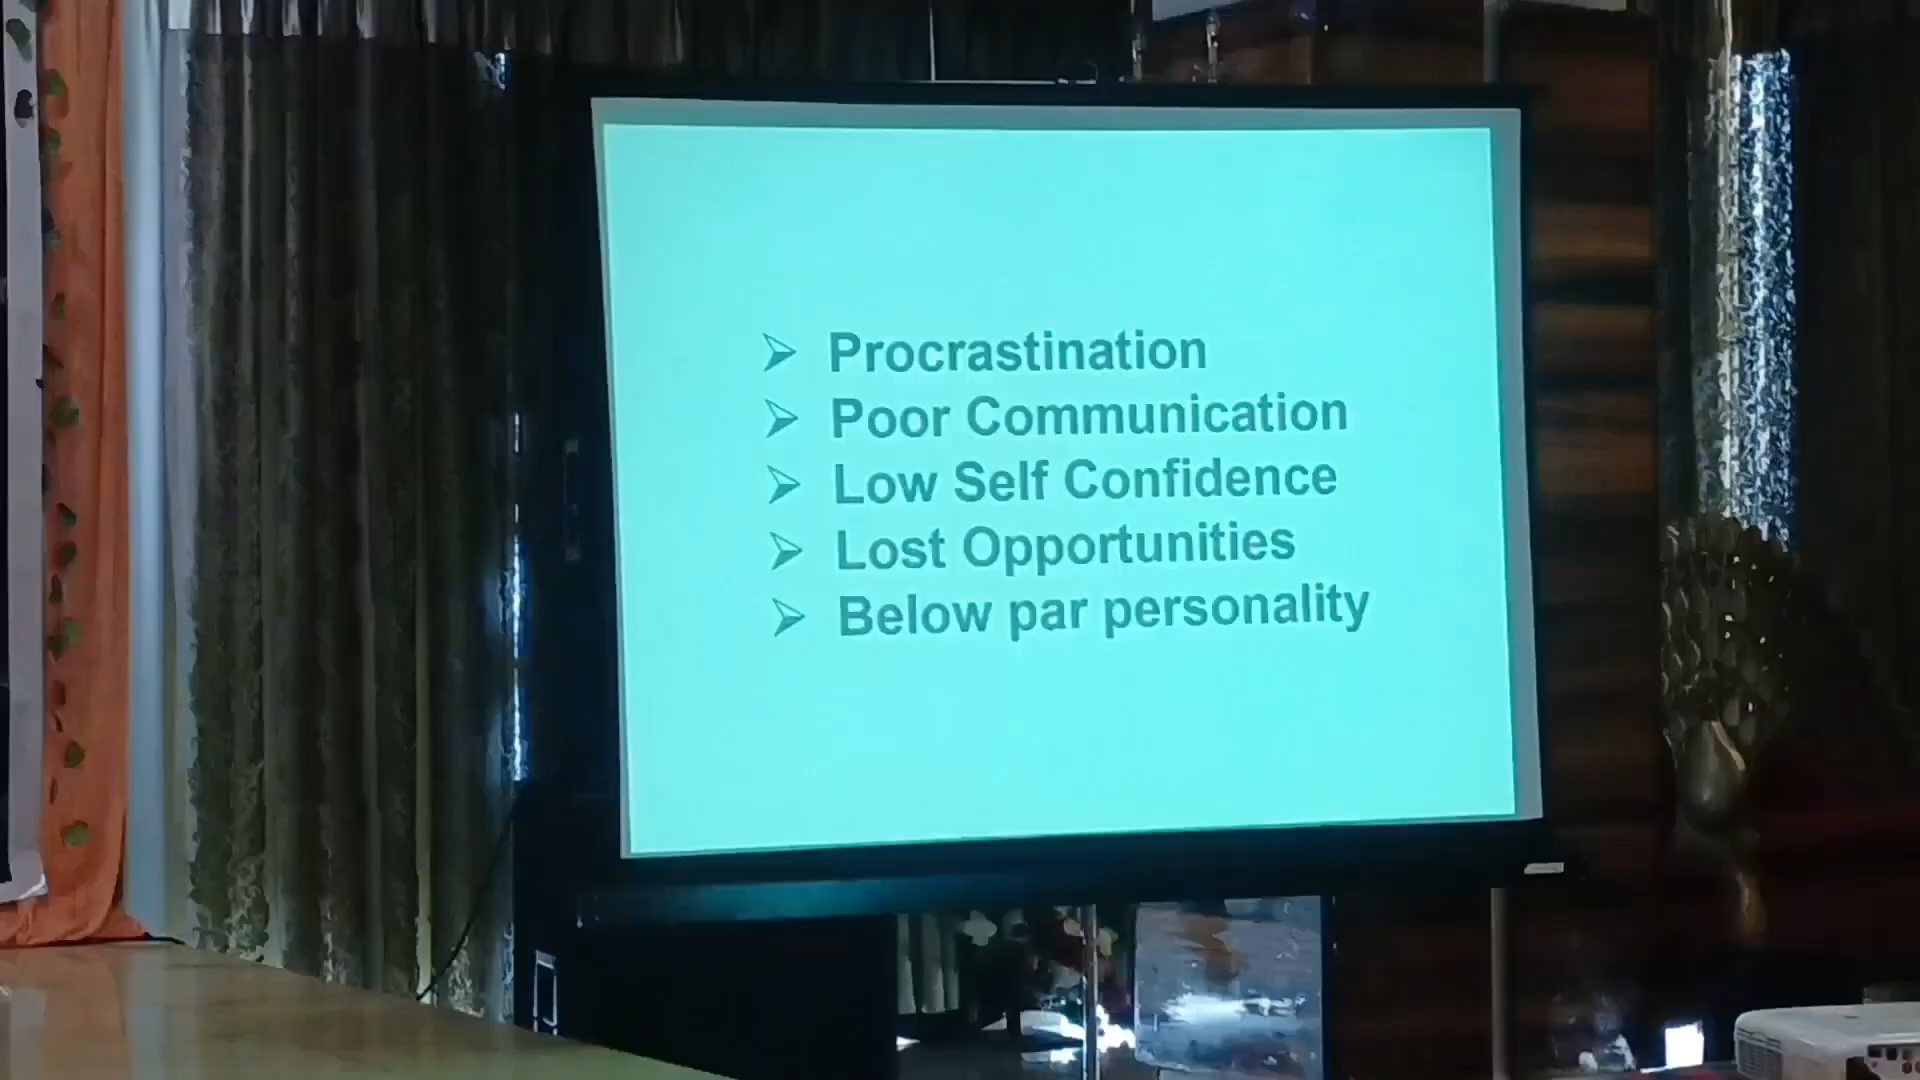 ➢ Procrastination
➢ Poor Communication
➢ Low Self Confidence
➢ Lost Opportunities
➢ Below par personality